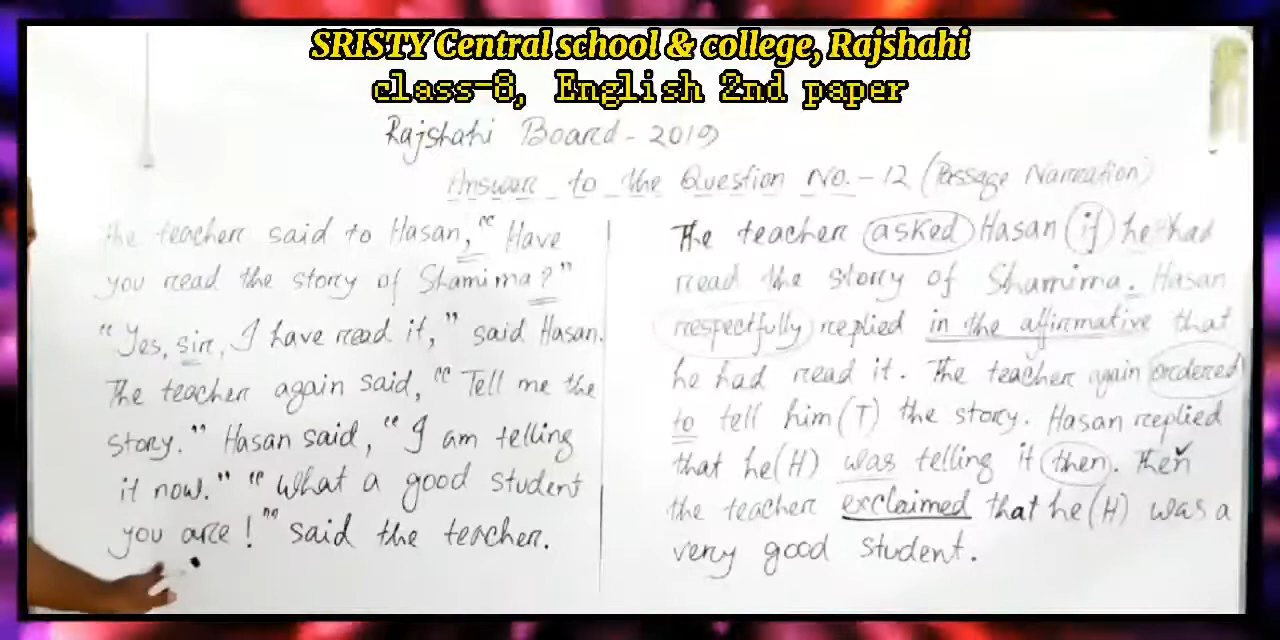 SRISTY Central school & college, Rajshahi
class-8, English 2nd paper
Rajshahi Board - 2019
Answer to the Question No. - 12 (Passage Narration)
The teacher said to Hasan, "Have
you read the story of Shamima?"
"Yes, sir, I have read it," said Hasan.
The teacher again said, "Tell me the
story." Hasan said, "I am telling
it now." "What a good student
you are!" said the teacher.
The teacher asked Hasan if he had
read the story of Shamima. Hasan
respectfully replied in the affirmative that
he had read it. The teacher again ordered
to tell him (T) the story. Hasan replied
that he (H) was telling it then. Then
the teacher exclaimed that he (H) was a
very good student.